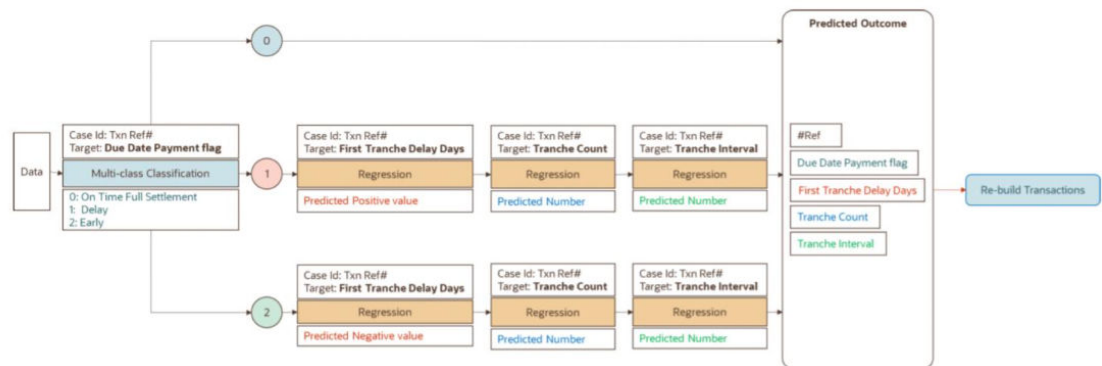 Predicted Outcome
0
Data
Case Id: Txn Ref#
Target: Due Date Payment flag
Multi-class Classification
0: On Time Full Settlement
1: Delay
2: Early
1
Case Id: Txn Ref#
Target: First Tranche Delay Days
Regression
Predicted Positive value
Case Id: Txn Ref#
Target: Tranche Count
Regression
Predicted Number
Case Id: Txn Ref#
Target: Tranche Interval
Regression
Predicted Number
2
Case Id: Txn Ref#
Target: First Tranche Delay Days
Regression
Predicted Negative value
Case Id: Txn Ref#
Target: Tranche Count
Regression
Predicted Number
Case Id: Txn Ref#
Target: Tranche Interval
Regression
Predicted Number
#Ref
Due Date Payment flag
First Tranche Delay Days
Tranche Count
Tranche Interval
Re-build Transactions